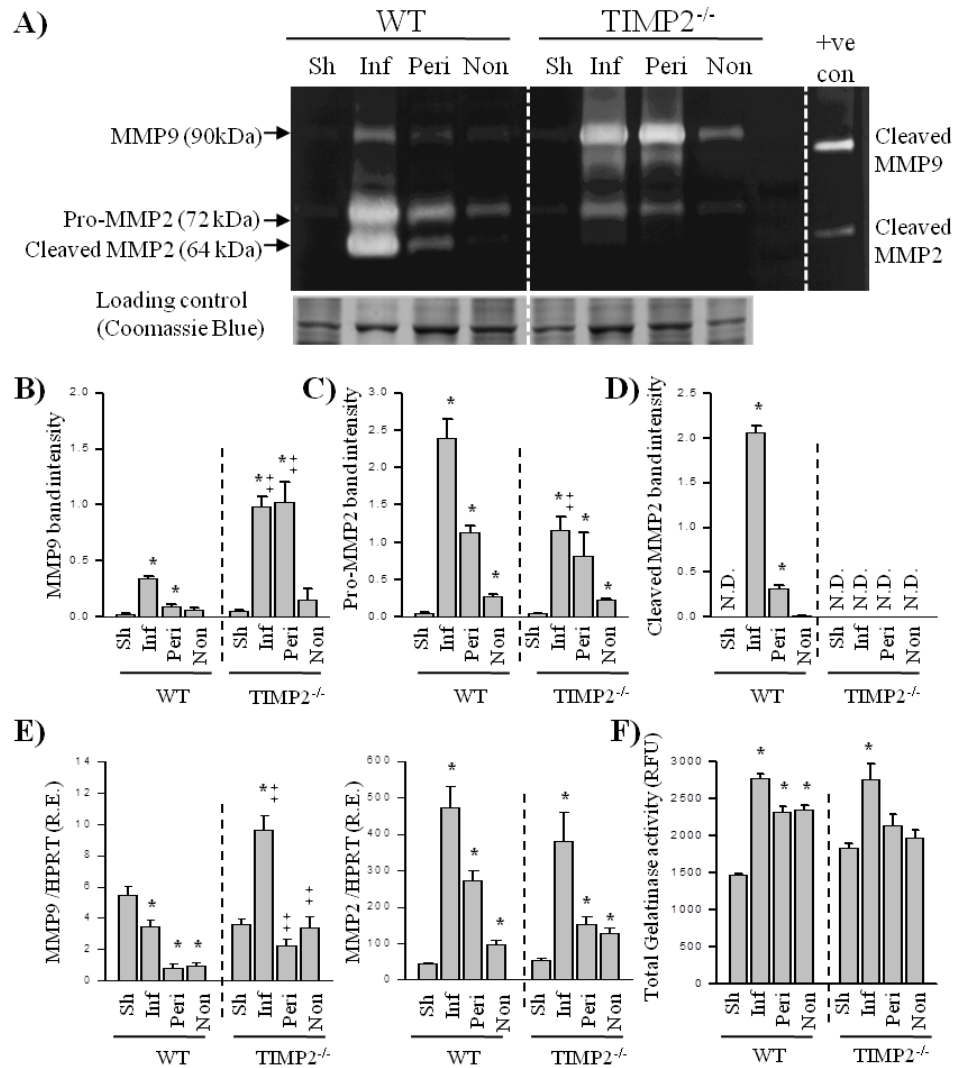 A)
WT TIMP2-/-
Sh Inf Peri Non Sh Inf Peri Non +ve con
MMP9 (90kDa)
Pro-MMP2 (72 kDa)
Cleaved MMP2 (64 kDa)
Cleaved MMP9
Cleaved MMP2
Loading control
(Coomassie Blue)
B)
MMP9 band intensity
2.0
1.5
1.0
0.5
0.0
* * *‡ *‡
Sh Inf Peri Non Sh Inf Peri Non
WT TIMP2-/-
C)
Pro-MMP2 band intensity
3.0
2.5
2.0
1.5
1.0
0.5
0.0
* * * *‡ * *
Sh Inf Peri Non Sh Inf Peri Non
WT TIMP2-/-
D)
Cleaved MMP2 band intensity
2.5
2.0
1.5
1.0
0.5
0.0
N.D. * * N.D. N.D. N.D. N.D.
Sh Inf Peri Non Sh Inf Peri Non
WT TIMP2-/-
E)
MMP9 /HPRT (R.E.)
14
12
10
8
6
4
2
0
* * * *‡ ‡ ‡
Sh Inf Peri Non Sh Inf Peri Non
WT TIMP2-/-
MMP2 /HPRT (R.E.)
600
500
400
300
200
100
0
* * * * * *
Sh Inf Peri Non Sh Inf Peri Non
WT TIMP2-/-
F)
Total Gelatinase activity (RFU)
3000
2500
2000
1500
1000
500
0
* * * *
Sh Inf Peri Non Sh Inf Peri Non
WT TIMP2-/-